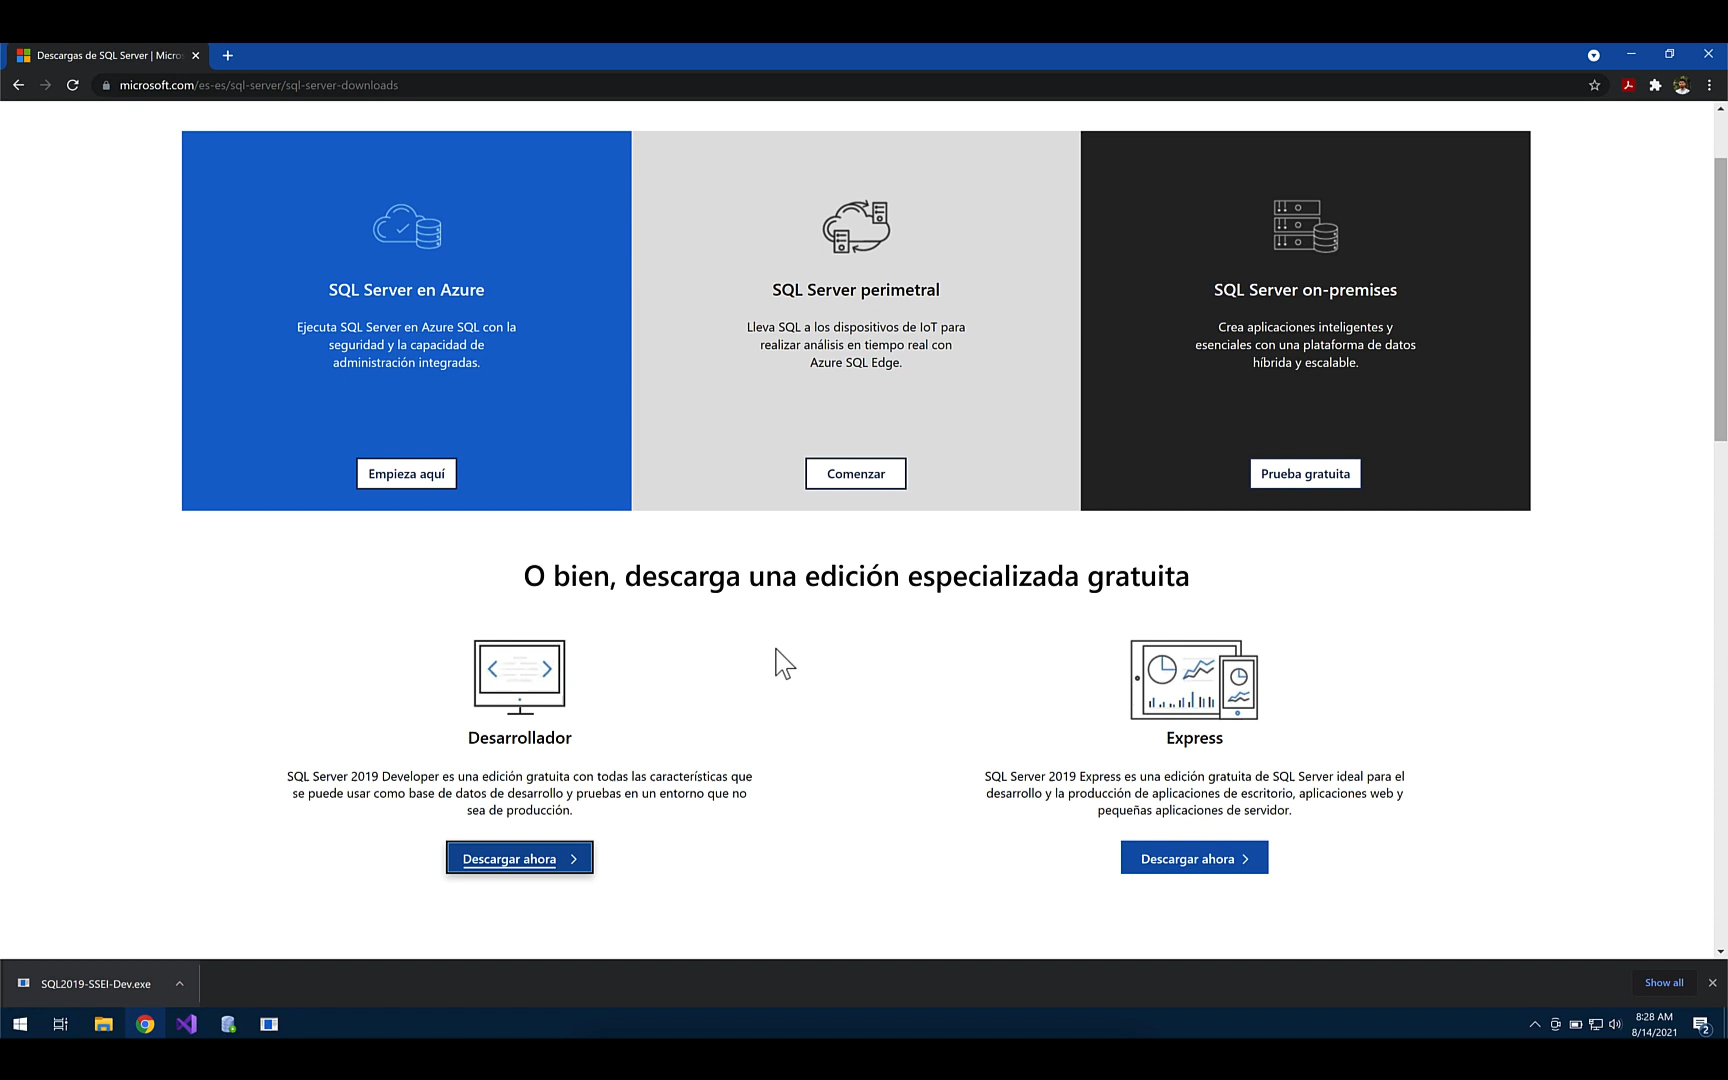 Descargas de SQL Server | Micro
microsoft.com/es-es/sql-server/sql-server-downloads
SQL Server en Azure
Ejecuta SQL Server en Azure SQL con la
seguridad y la capacidad de
administración integradas.
Empieza aquí
SQL Server perimetral
Lleva SQL a los dispositivos de IoT para
realizar análisis en tiempo real con
Azure SQL Edge.
Comenzar
SQL Server on-premises
Crea aplicaciones inteligentes y
esenciales con una plataforma de datos
híbrida y escalable.
Prueba gratuita
O bien, descarga una edición especializada gratuita
Desarrollador
SQL Server 2019 Developer es una edición gratuita con todas las características que
se puede usar como base de datos de desarrollo y pruebas en un entorno que no
sea de producción.
Descargar ahora
Express
SQL Server 2019 Express es una edición gratuita de SQL Server ideal para el
desarrollo y la producción de aplicaciones de escritorio, aplicaciones web y
pequeñas aplicaciones de servidor.
Descargar ahora
SQL2019-SSEI-Dev.exe
Show all
8:28 AM
8/14/2021
2